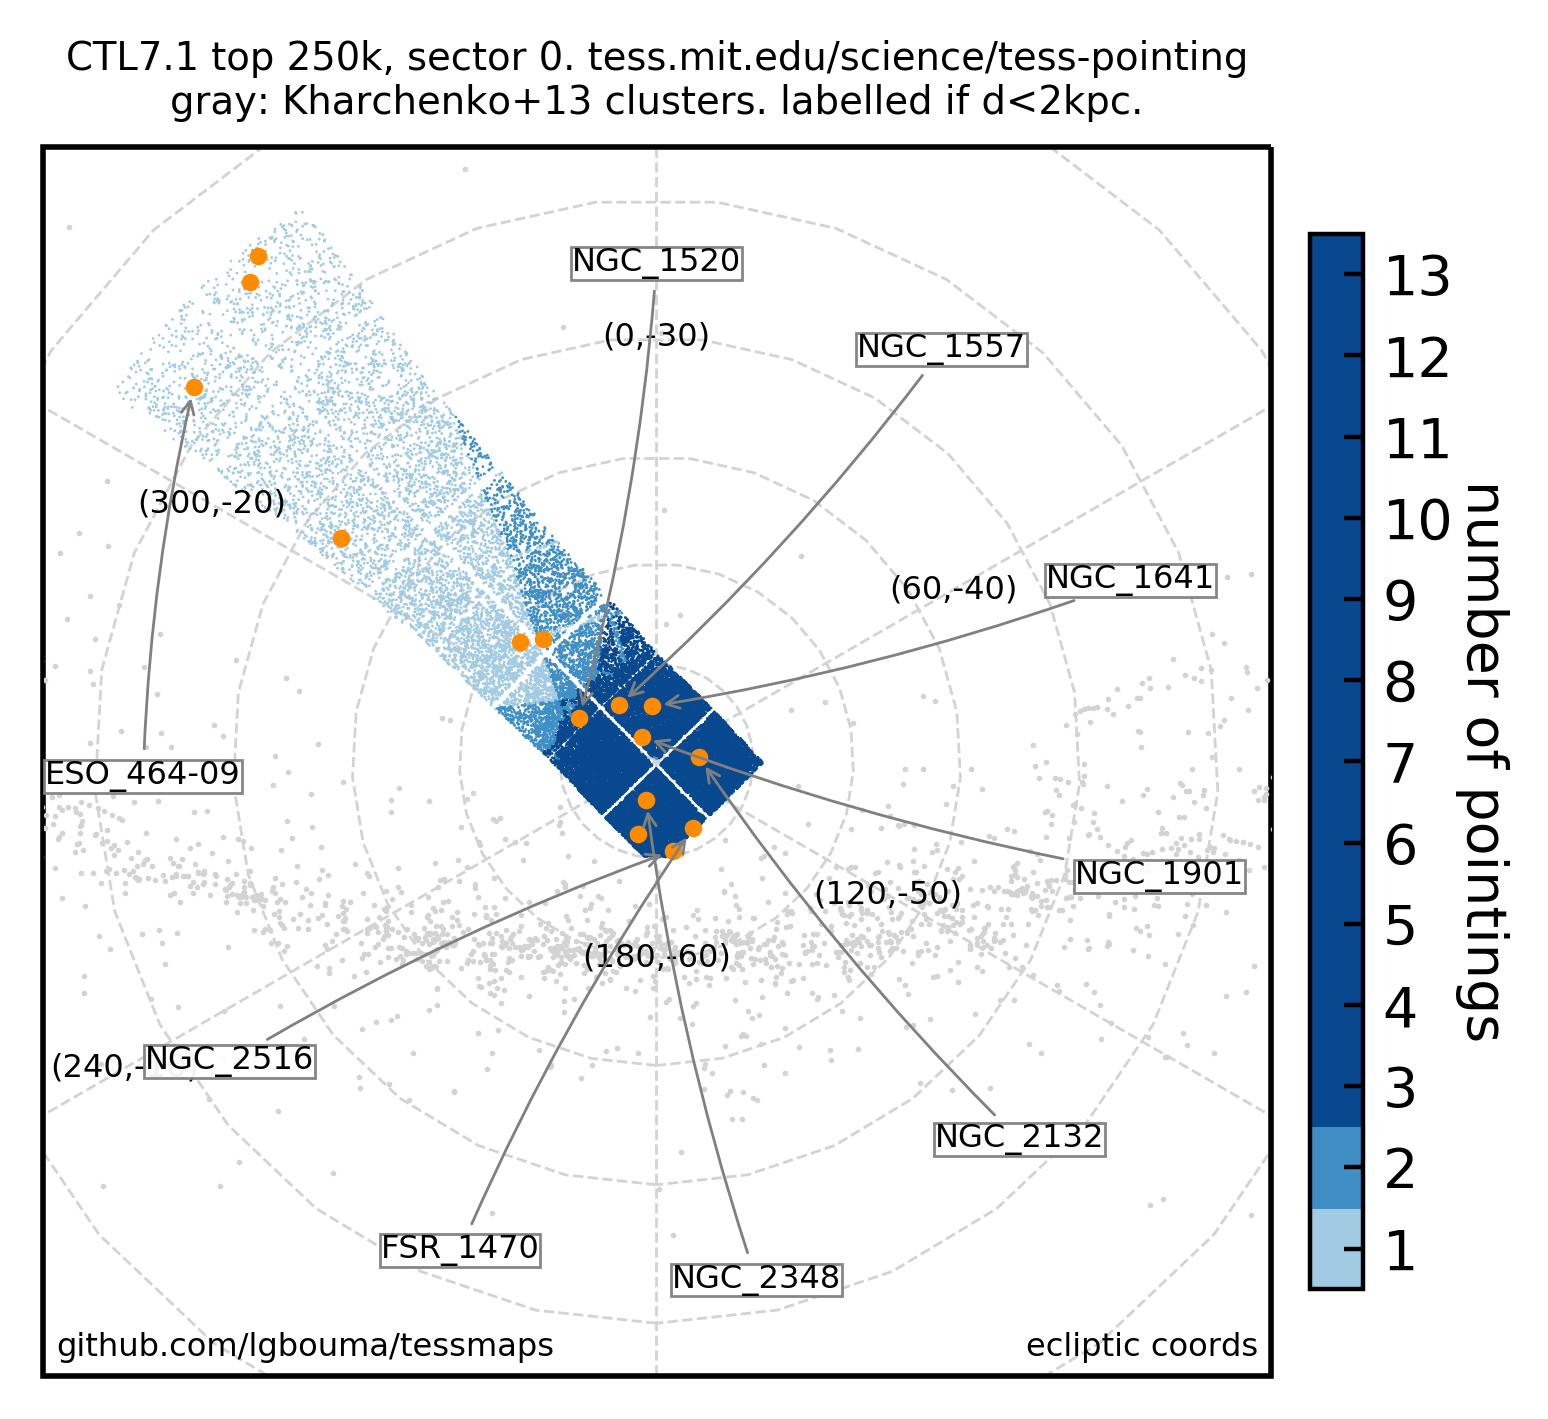 CTL7.1 top 250k, sector 0. tess.mit.edu/science/tess-pointing
gray: Kharchenko+13 clusters. labelled if d<2kpc.
NGC_1520
(0,-30)
NGC_1557
(300,-20)
(60,-40)
NGC_1641
ESO_464-09
NGC_1901
(120,-50)
(180,-60)
(240,-
NGC_2516
NGC_2132
FSR_1470
NGC_2348
github.com/lgbouma/tessmaps
ecliptic coords
13
12
11
10
9
8
7
6
5
4
3
2
1
number of pointings